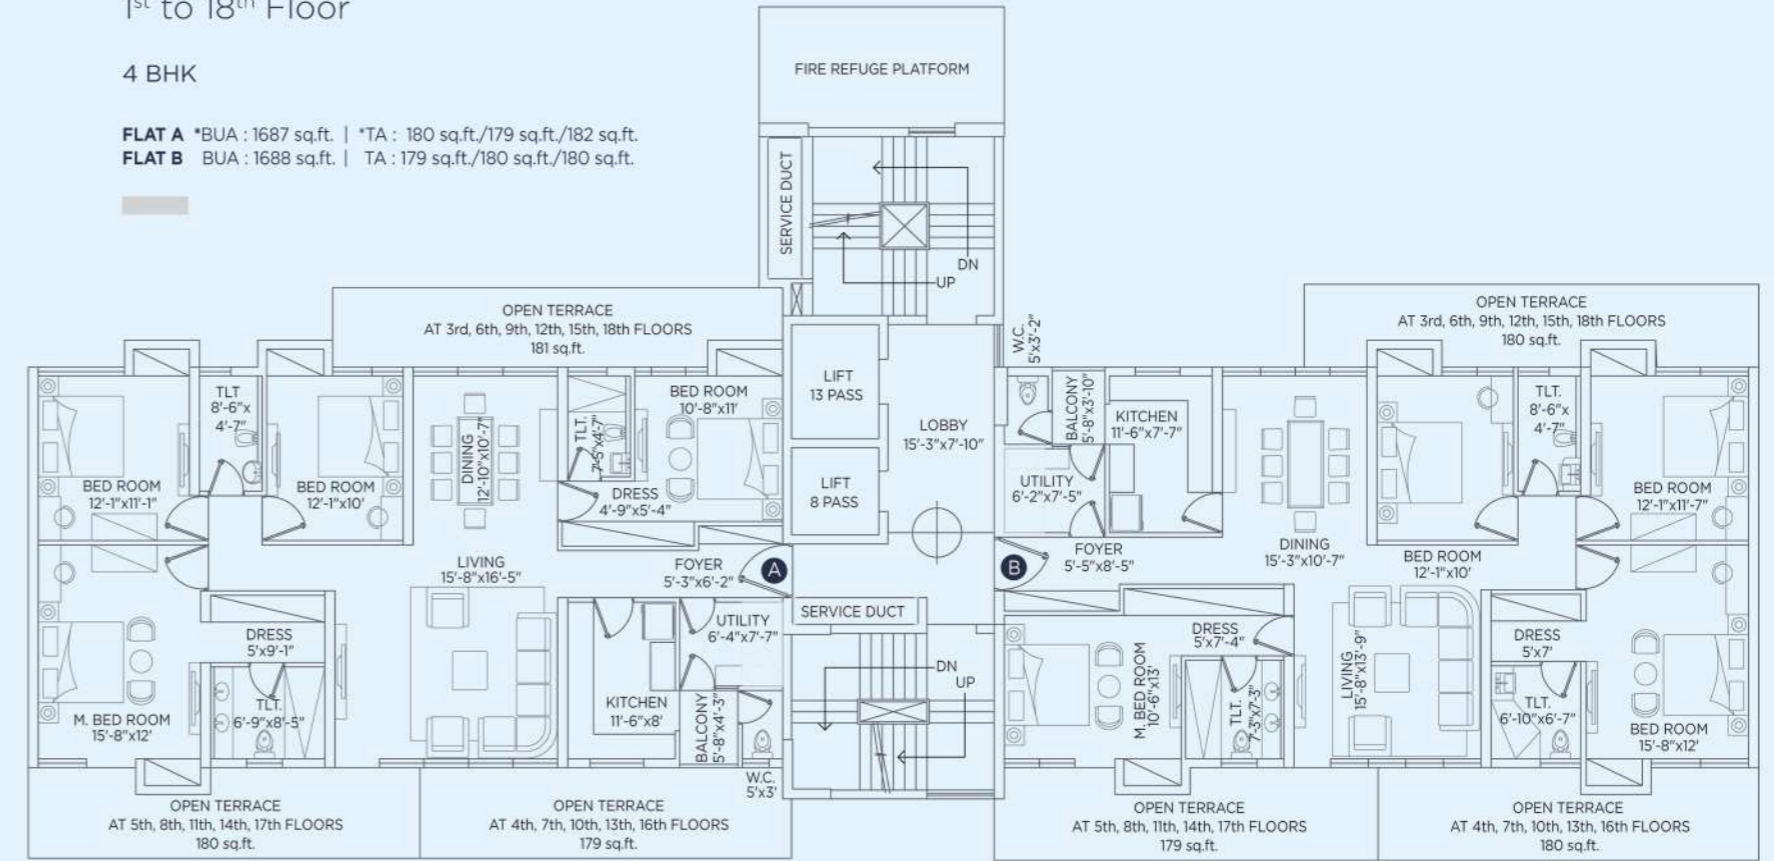 1st to 18th Floor
4 BHK
FLAT A *BUA : 1687 sq.ft. | *TA : 180 sq.ft./179 sq.ft./182 sq.ft.
FLAT B BUA : 1688 sq.ft. | TA : 179 sq.ft./180 sq.ft./180 sq.ft.
FIRE REFUGE PLATFORM
SERVICE DUCT
DN
UP
OPEN TERRACE
AT 3rd, 6th, 9th, 12th, 15th, 18th FLOORS
181 sq.ft.
OPEN TERRACE
AT 3rd, 6th, 9th, 12th, 15th, 18th FLOORS
180 sq.ft.
BED ROOM
12'-1"x11'-1"
TLT
8'-6"x
4'-7"
BED ROOM
12'-1"x10'
DINING
12'-10"x10'-7"
TLT.
7'-5"x4'-7"
BED ROOM
10'-8"x11'
DRESS
4'-9"x5'-4"
LIFT
13 PASS
LIFT
8 PASS
LOBBY
15'-3"x7'-10"
W.C.
5'x3'-2"
BALCONY
5'-8"x3'-10"
KITCHEN
11'-6"x7'-7"
UTILITY
6'-2"x7'-5"
TLT.
8'-6"x
4'-7"
BED ROOM
12'-1"x11'-7"
LIVING
15'-8"x16'-5"
FOYER
5'-3"x6'-2"
A
B
FOYER
5'-5"x8'-5"
DINING
15'-3"x10'-7"
BED ROOM
12'-1"x10'
SERVICE DUCT
DRESS
5'x9'-1"
TLT.
6'-9"x8'-5"
M. BED ROOM
15'-8"x12'
UTILITY
6'-4"x7'-7"
KITCHEN
11'-6"x8'
BALCONY
5'-8"x4'-3"
W.C.
5'x3'
DN
UP
M. BED ROOM
10'-6"x13'
DRESS
5'x7'-4"
TLT.
7'-3"x7'-3"
LIVING
15'-8"x13'-9"
DRESS
5'x7'
TLT.
6'-10"x6'-7"
BED ROOM
15'-8"x12'
OPEN TERRACE
AT 5th, 8th, 11th, 14th, 17th FLOORS
180 sq.ft.
OPEN TERRACE
AT 4th, 7th, 10th, 13th, 16th FLOORS
179 sq.ft.
OPEN TERRACE
AT 5th, 8th, 11th, 14th, 17th FLOORS
179 sq.ft.
OPEN TERRACE
AT 4th, 7th, 10th, 13th, 16th FLOORS
180 sq.ft.